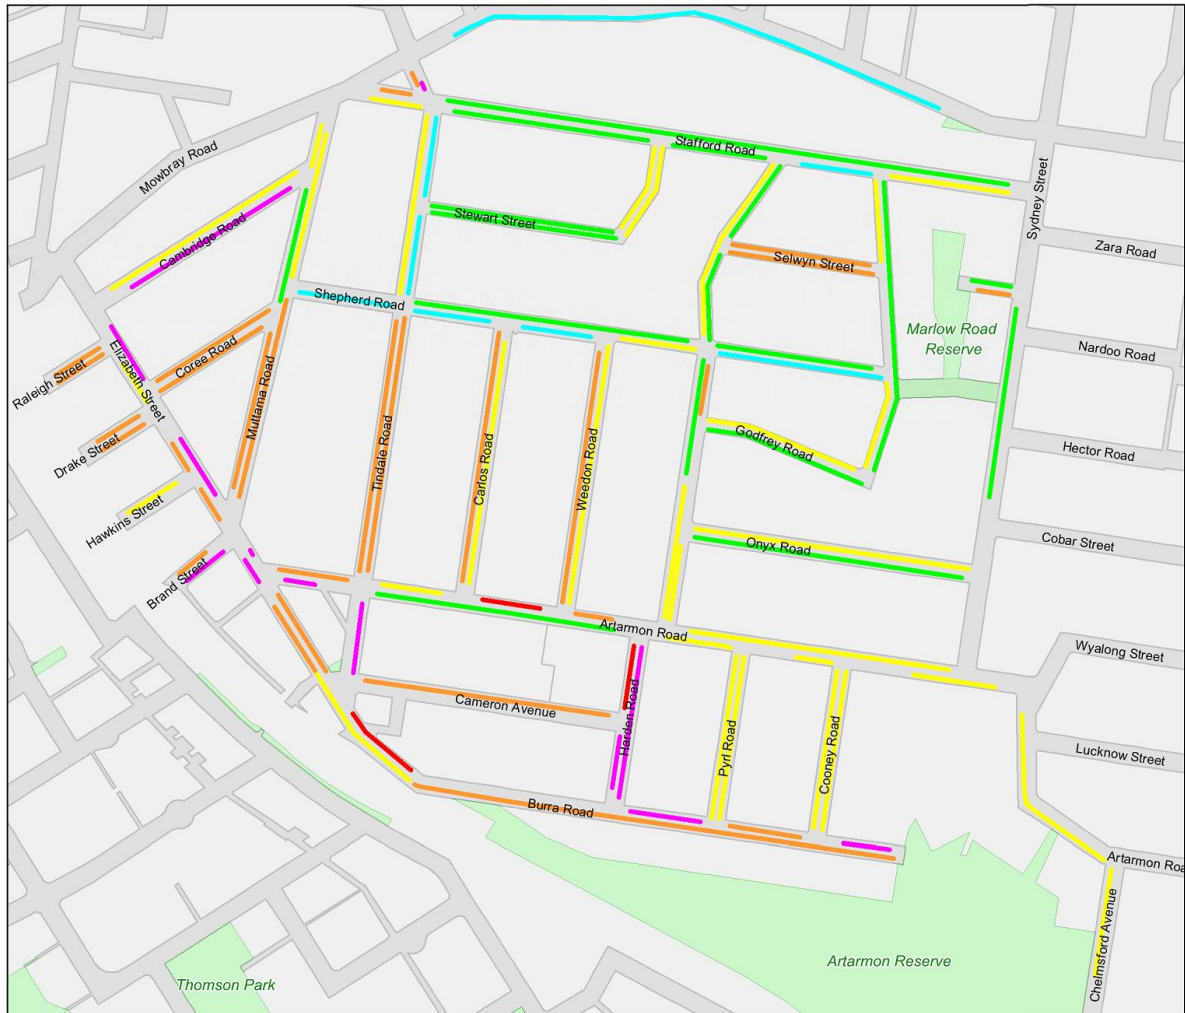 Stafford Road
Mowbray Road
Sydney Street
Stewart Street
Cambridge Road
Zara Road
Selwyn Street
Shepherd Road
Marlow Road
Reserve
Nardoo Road
Coree Road
Elizabeth Street
Raleigh Street
Muttama Road
Godfrey Road
Hector Road
Drake Street
Tindale Road
Carlos Road
Weedon Road
Hawkins Street
Onyx Road
Cobar Street
Brand Street
Artarmon Road
Wyalong Street
Cameron Avenue
Harden Road
Pyrl Road
Cooney Road
Lucknow Street
Burra Road
Artarmon Roa
Chelmsford Avenue
Artarmon Reserve
Thomson Park